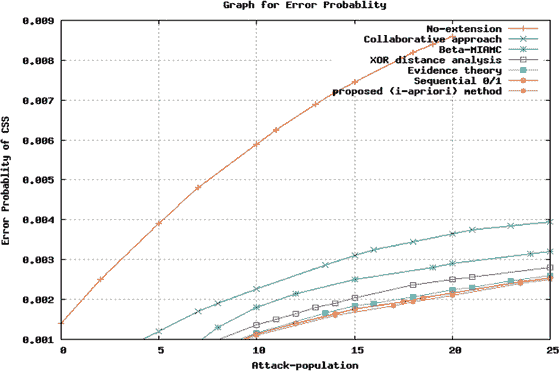 Graph for Error Probablity
0.009
0.008
0.007
0.006
0.005
0.004
0.003
0.002
0.001
Error Probablity of CSS
No-extension
Collaborative approach
Beta-MIAMC
XOR distance analysis
Evidence theory
Sequential 0/1
proposed (i-apriori) method
0 5 10 15 20 25
Attack-population